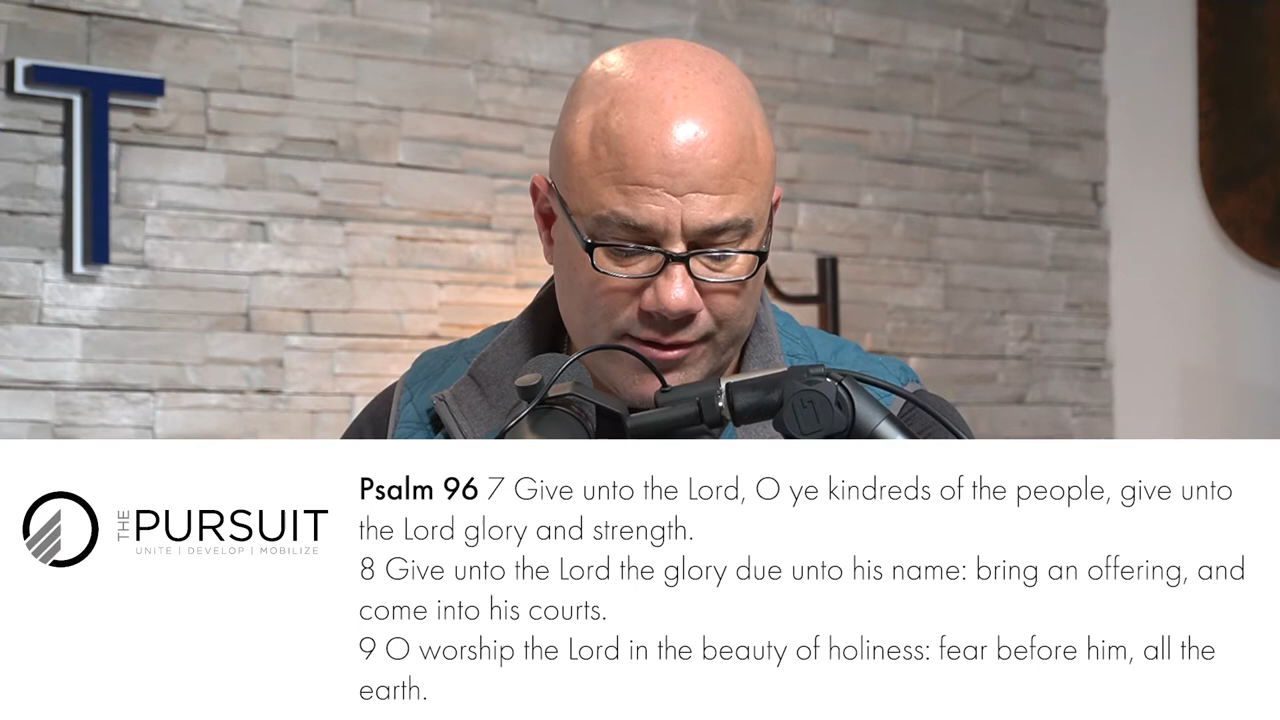 T
Psalm 96 7 Give unto the Lord, O ye kindreds of the people, give unto
the Lord glory and strength.
8 Give unto the Lord the glory due unto his name: bring an offering, and
come into his courts.
9 O worship the Lord in the beauty of holiness: fear before him, all the
earth.
THE PURSUIT
UNITE | DEVELOP | MOBILIZE